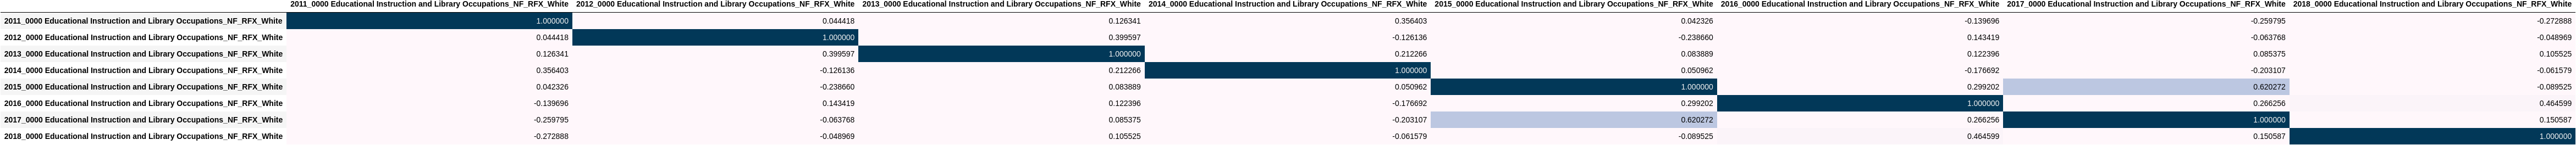 2011_0000 Educational Instruction and Library Occupations_NF_RFX_White 2012_0000 Educational Instruction and Library Occupations_NF_RFX_White 2013_0000 Educational Instruction and Library Occupations_NF_RFX_White 2014_0000 Educational Instruction and Library Occupations_NF_RFX_White 2015_0000 Educational Instruction and Library Occupations_NF_RFX_White 2016_0000 Educational Instruction and Library Occupations_NF_RFX_White 2017_0000 Educational Instruction and Library Occupations_NF_RFX_White 2018_0000 Educational Instruction and Library Occupations_NF_RFX_White
2011_0000 Educational Instruction and Library Occupations_NF_RFX_White 1.000000 0.044418 0.126341 0.356403 0.042326 -0.139696 -0.259795 -0.272888
2012_0000 Educational Instruction and Library Occupations_NF_RFX_White 0.044418 1.000000 0.399597 -0.126136 -0.238660 0.143419 -0.063768 -0.048969
2013_0000 Educational Instruction and Library Occupations_NF_RFX_White 0.126341 0.399597 1.000000 0.212266 0.083889 0.122396 0.085375 0.105525
2014_0000 Educational Instruction and Library Occupations_NF_RFX_White 0.356403 -0.126136 0.212266 1.000000 0.050962 -0.176692 -0.203107 -0.061579
2015_0000 Educational Instruction and Library Occupations_NF_RFX_White 0.042326 -0.238660 0.083889 0.050962 1.000000 0.299202 0.620272 -0.089525
2016_0000 Educational Instruction and Library Occupations_NF_RFX_White -0.139696 0.143419 0.122396 -0.176692 0.299202 1.000000 0.266256 0.464599
2017_0000 Educational Instruction and Library Occupations_NF_RFX_White -0.259795 -0.063768 0.085375 -0.203107 0.620272 0.266256 1.000000 0.150587
2018_0000 Educational Instruction and Library Occupations_NF_RFX_White -0.272888 -0.048969 0.105525 -0.061579 -0.089525 0.464599 0.150587 1.000000